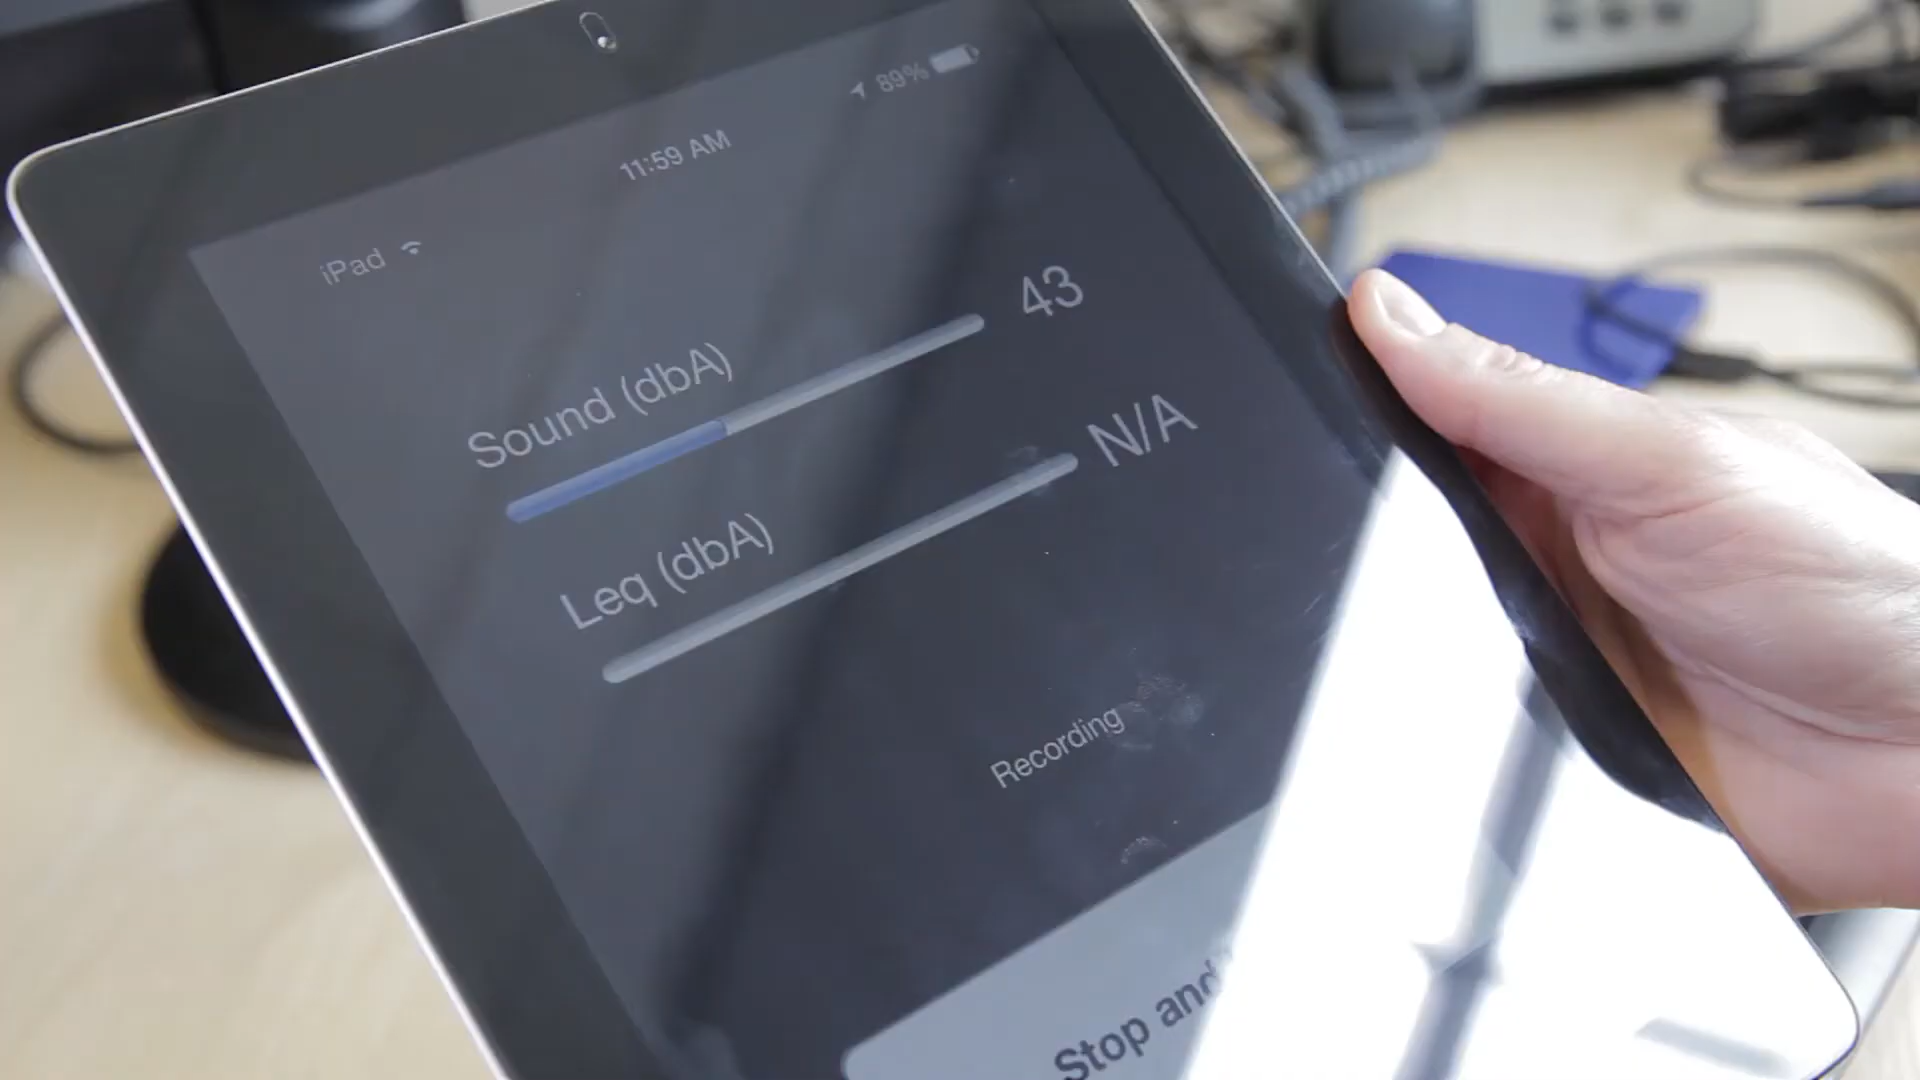 iPad
11:59 AM
89%
Sound (dbA)
43
Leq (dbA)
N/A
Recording
Stop and